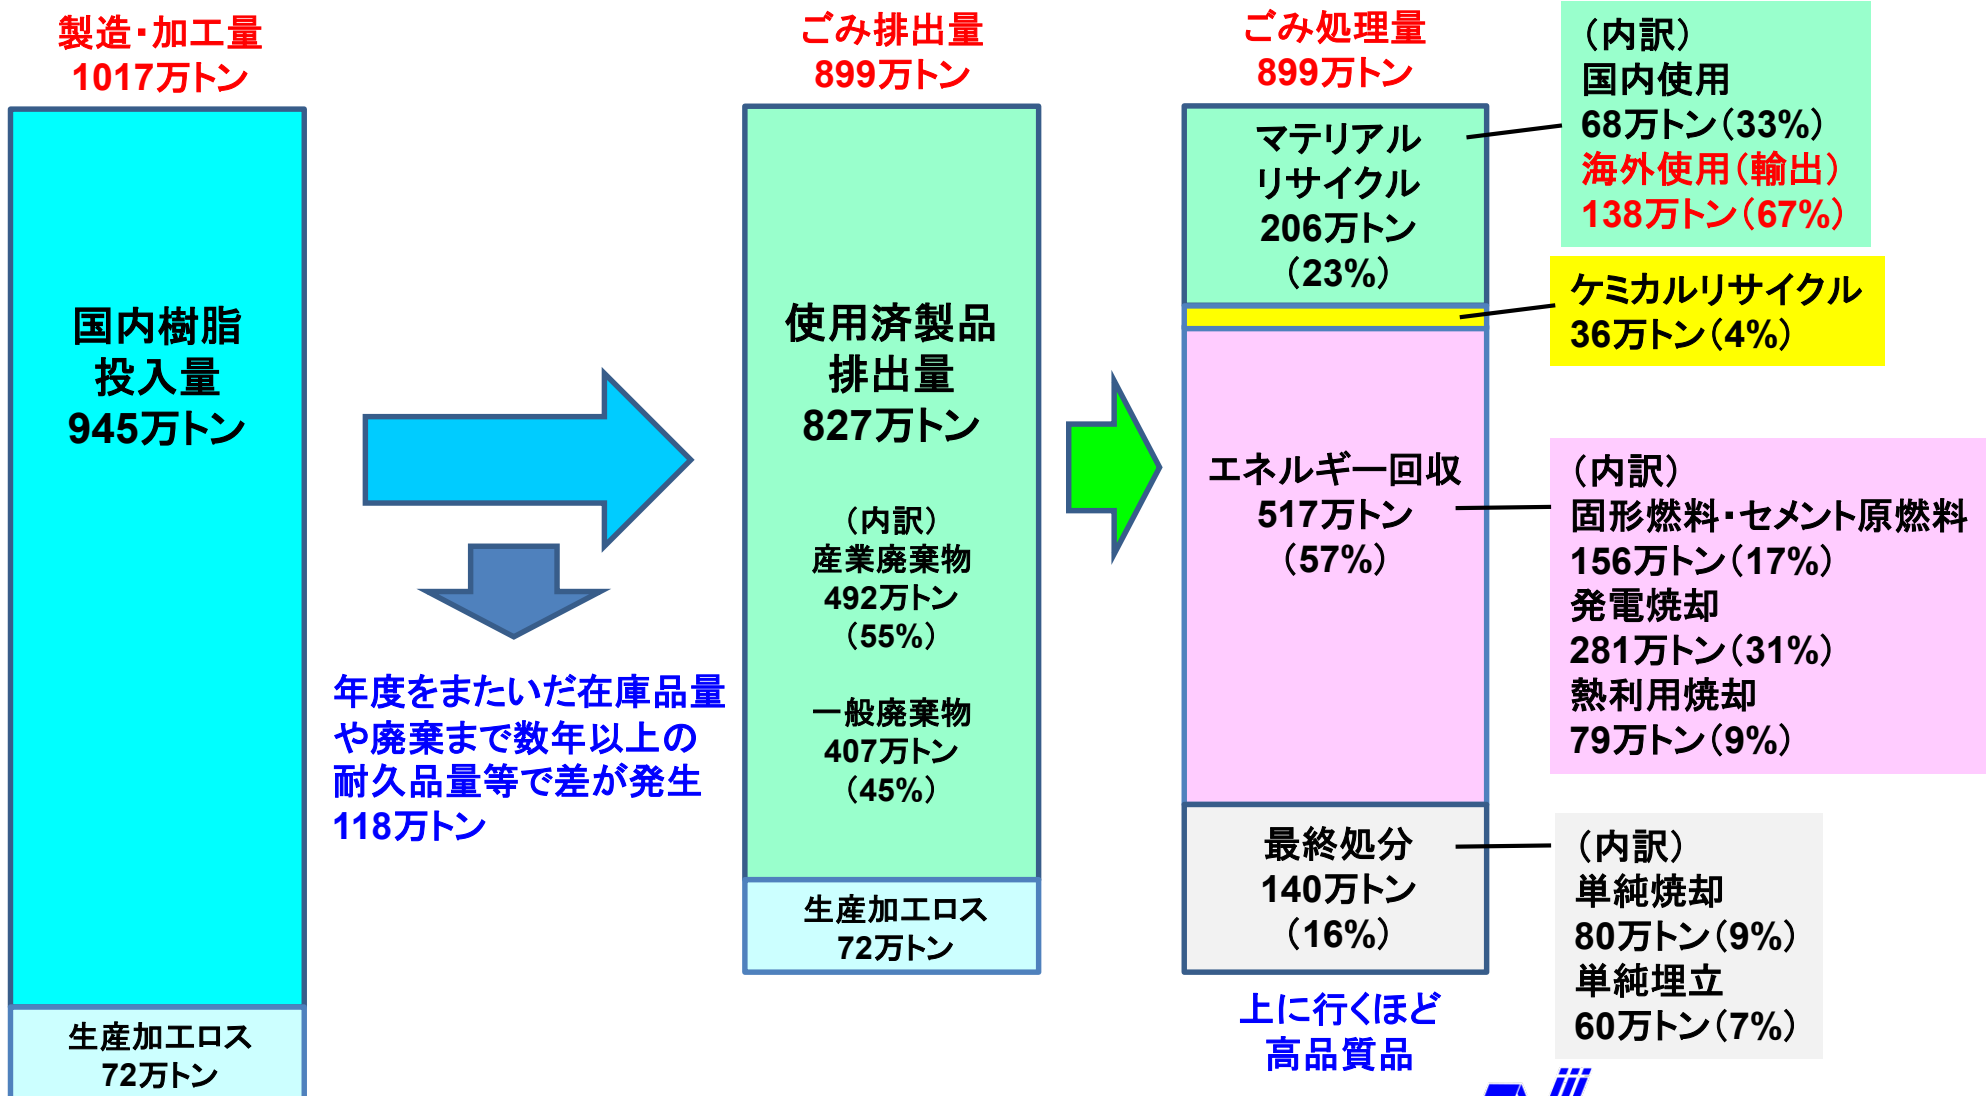 製造・加工量
1017万トン
国内樹脂
投入量
945万トン
生産加工ロス
72万トン
年度をまたいだ在庫品量
や廃棄まで数年以上の
耐久品量等で差が発生
118万トン
ごみ排出量
899万トン
使用済製品
排出量
827万トン
（内訳）
産業廃棄物
492万トン
（55%）
一般廃棄物
407万トン
（45%）
生産加工ロス
72万トン
ごみ処理量
899万トン
マテリアル
リサイクル
206万トン
（23%）
エネルギー回収
517万トン
（57%）
最終処分
140万トン
（16%）
上に行くほど
高品質品
（内訳）
国内使用
68万トン（33%）
海外使用（輸出）
138万トン（67%）
ケミカルリサイクル
36万トン（4%）
（内訳）
固形燃料・セメント原燃料
156万トン（17%）
発電焼却
281万トン（31%）
熱利用焼却
79万トン（9%）
（内訳）
単純焼却
80万トン（9%）
単純埋立
60万トン（7%）